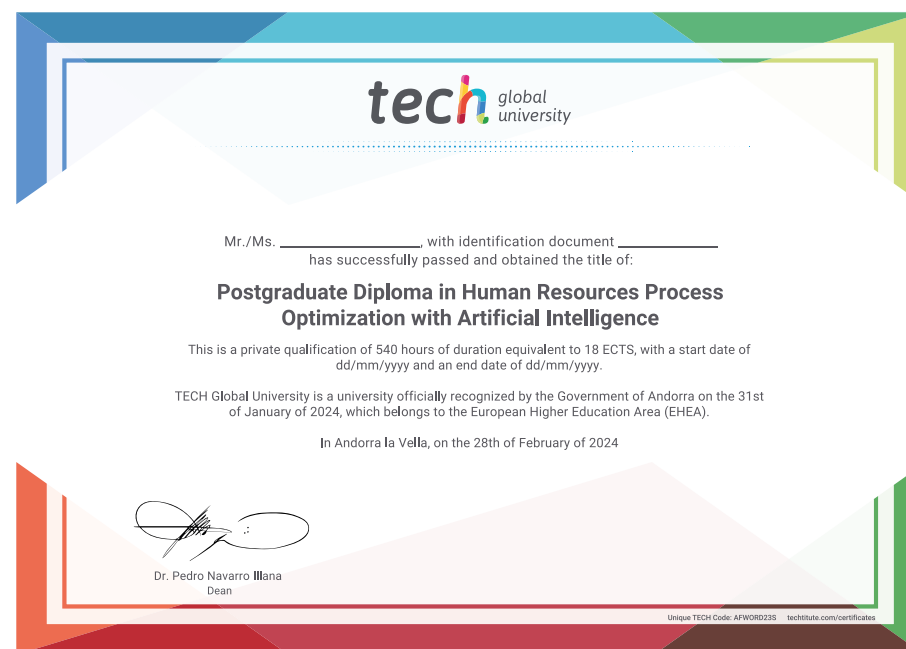 tech global
university
Mr./Ms. ____________________, with identification document ______________
has successfully passed and obtained the title of:
Postgraduate Diploma in Human Resources Process
Optimization with Artificial Intelligence
This is a private qualification of 540 hours of duration equivalent to 18 ECTS, with a start date of
dd/mm/yyyy and an end date of dd/mm/yyyy.
TECH Global University is a university officially recognized by the Government of Andorra on the 31st
of January of 2024, which belongs to the European Higher Education Area (EHEA).
In Andorra la Vella, on the 28th of February of 2024
Dr. Pedro Navarro Illana
Dean
Unique TECH Code: AFWORD23S techtitute.com/certificates